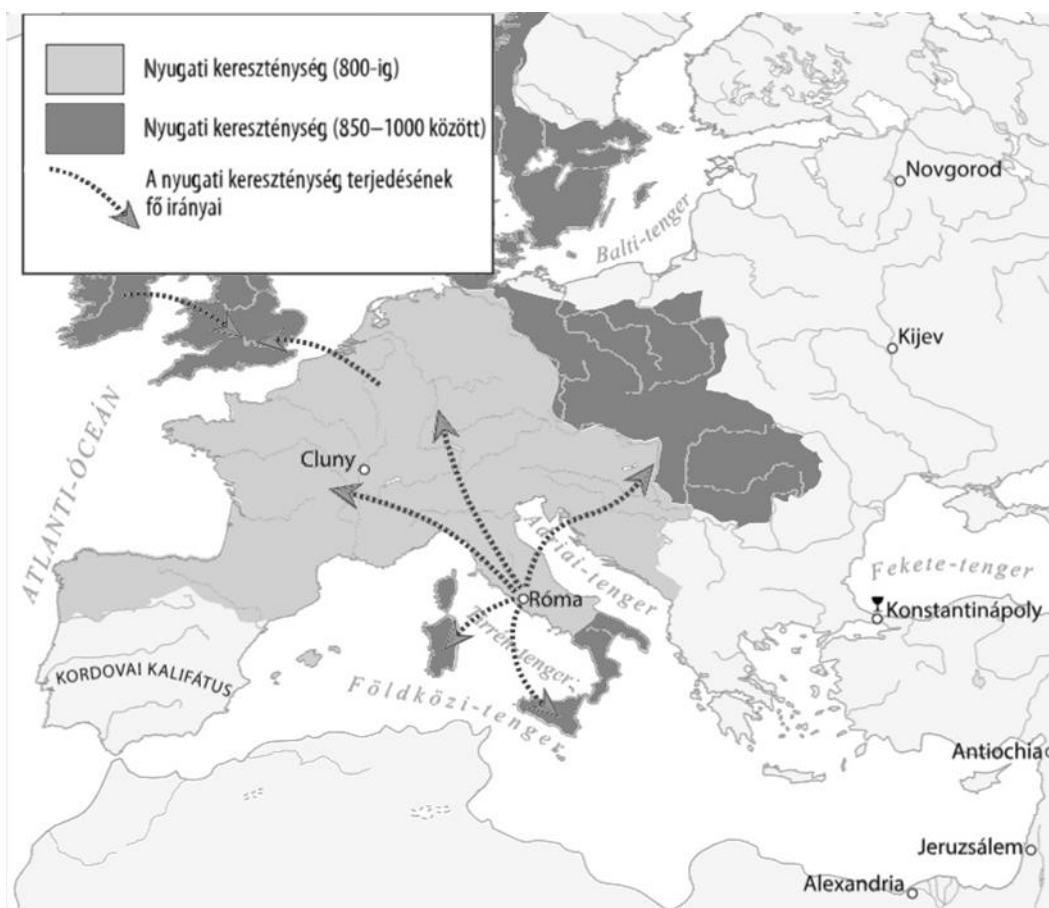 Nyugati kereszténység (800-ig)
Nyugati kereszténység (850–1000 között)
A nyugati kereszténység terjedésének
fő irányai
Novgorod
Balti-tenger
Kijev
ATLANTI-ÓCEÁN
Cluny
Adriai-tenger
Fekete-tenger
Róma
Konstantinápoly
Tirrén-tenger
KORDOVAI KALIFÁTUS
Földközi-tenger
Antiochia
Jeruzsálem
Alexandria